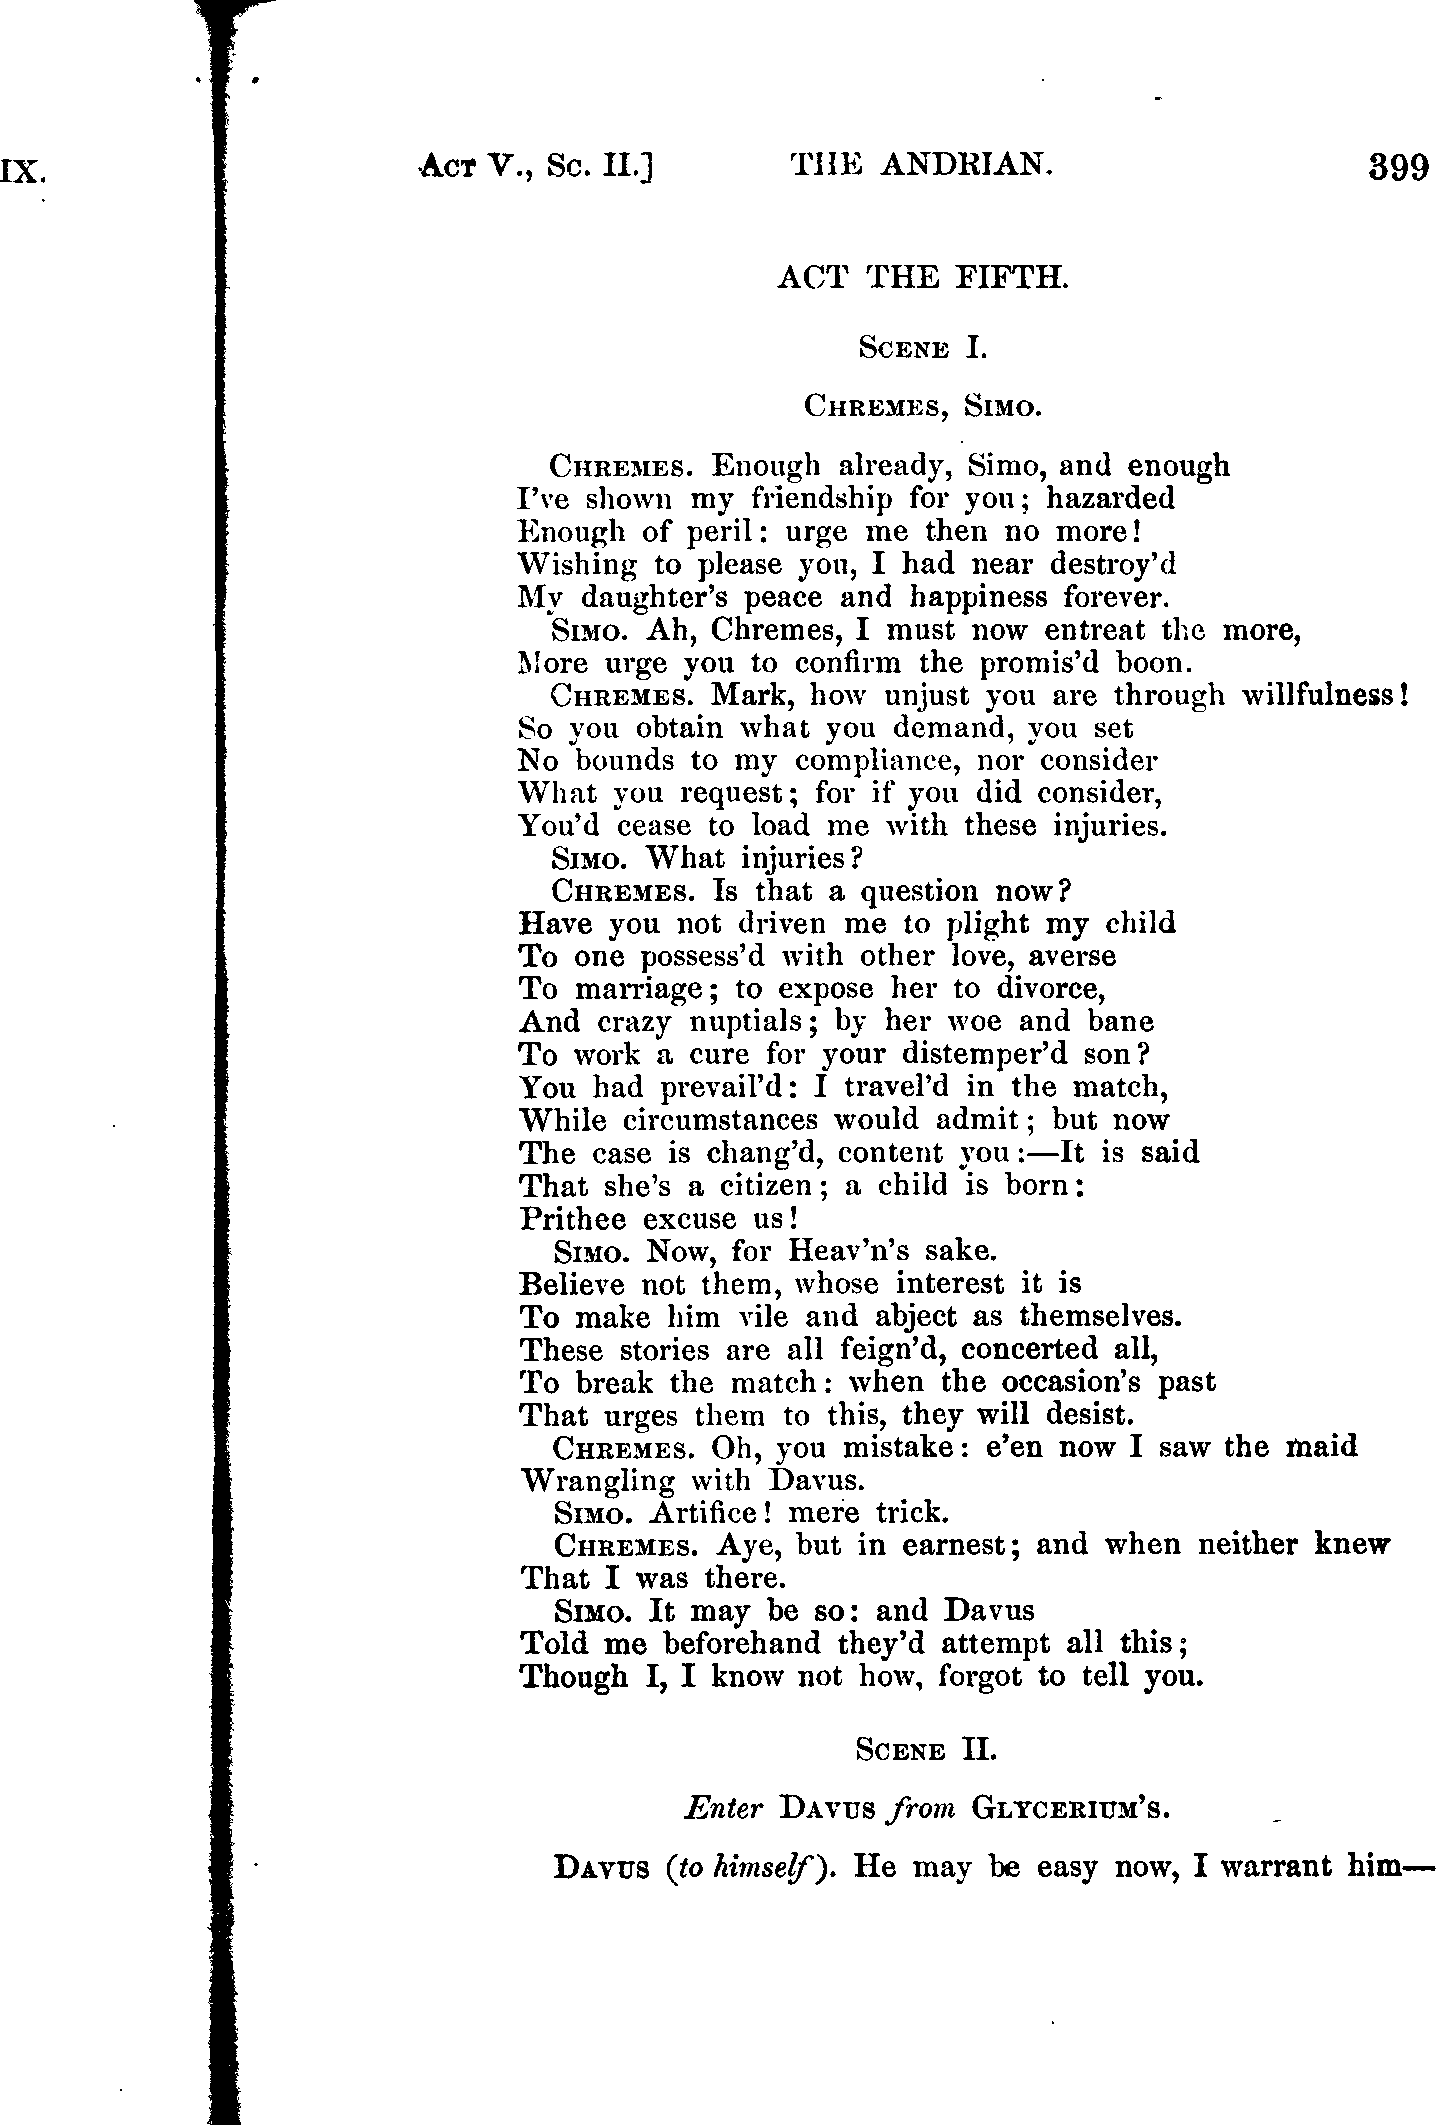 IX.
ACT V., SC. II.] THE ANDRIAN. 399
ACT THE FIFTH.
SCENE I.
CHREMES, SIMO.
CHREMES. Enough already, Simo, and enough
I've shown my friendship for you; hazarded
Enough of peril: urge me then no more!
Wishing to please you, I had near destroy'd
My daughter's peace and happiness forever.
SIMO. Ah, Chremes, I must now entreat the more,
More urge you to confirm the promis'd boon.
CHREMES. Mark, how unjust you are through willfulness!
So you obtain what you demand, you set
No bounds to my compliance, nor consider
What you request; for if you did consider,
You'd cease to load me with these injuries.
SIMO. What injuries?
CHREMES. Is that a question now?
Have you not driven me to plight my child
To one possess'd with other love, averse
To marriage; to expose her to divorce,
And crazy nuptials; by her woe and bane
To work a cure for your distemper'd son?
You had prevail'd: I travel'd in the match,
While circumstances would admit; but now
The case is chang'd, content you:—It is said
That she's a citizen; a child is born:
Prithee excuse us!
SIMO. Now, for Heav'n's sake.
Believe not them, whose interest it is
To make him vile and abject as themselves.
These stories are all feign'd, concerted all,
To break the match: when the occasion's past
That urges them to this, they will desist.
CHREMES. Oh, you mistake: e'en now I saw the maid
Wrangling with Davus.
SIMO. Artifice! mere trick.
CHREMES. Aye, but in earnest; and when neither knew
That I was there.
SIMO. It may be so: and Davus
Told me beforehand they'd attempt all this;
Though I, I know not how, forgot to tell you.
SCENE II.
Enter DAVUS from GLYCERIUM'S.
DAVUS (to himself). He may be easy now, I warrant him—